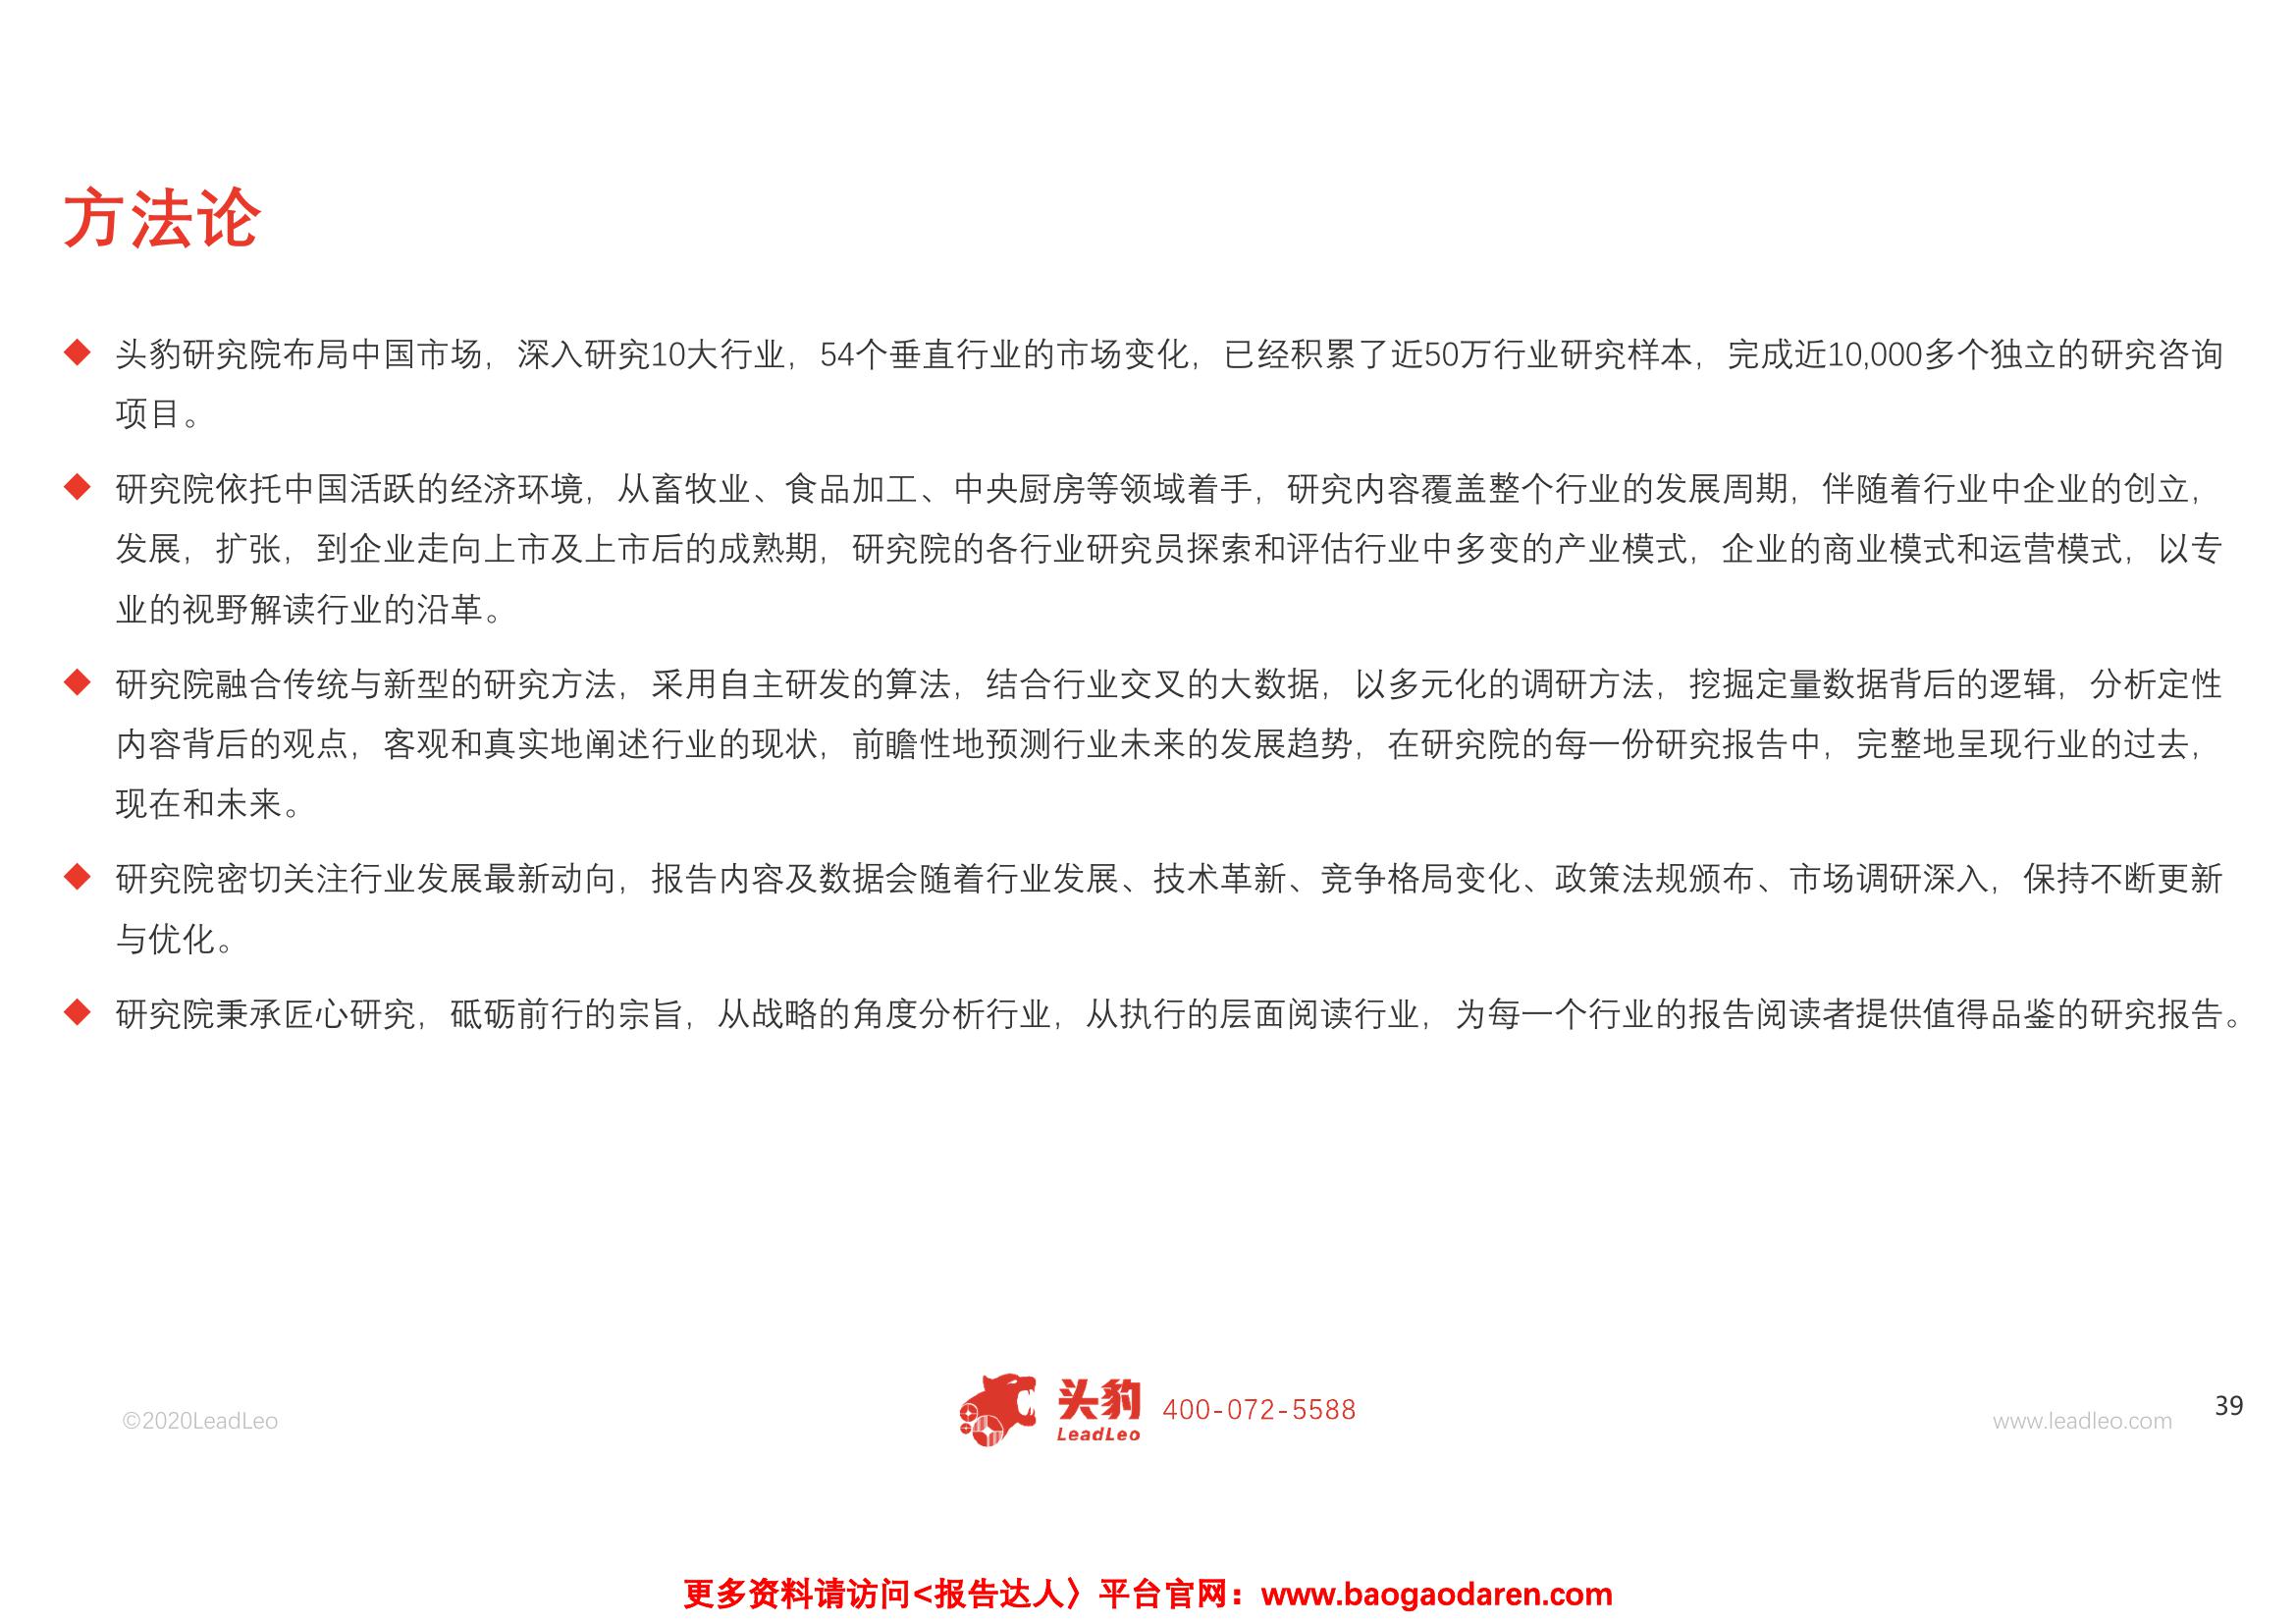 方法论
◆ 头豹研究院布局中国市场，深入研究10大行业，54个垂直行业的市场变化，已经积累了近50万行业研究样本，完成近10,000多个独立的研究咨询
项目。
◆ 研究院依托中国活跃的经济环境，从畜牧业、食品加工、中央厨房等领域着手，研究内容覆盖整个行业的发展周期，伴随着行业中企业的创立，
发展，扩张，到企业走向上市及上市后的成熟期，研究院的各行业研究员探索和评估行业中多变的产业模式，企业的商业模式和运营模式，以专
业的视野解读行业的沿革。
◆ 研究院融合传统与新型的研究方法，采用自主研发的算法，结合行业交叉的大数据，以多元化的调研方法，挖掘定量数据背后的逻辑，分析定性
内容背后的观点，客观和真实地阐述行业的现状，前瞻性地预测行业未来的发展趋势，在研究院的每一份研究报告中，完整地呈现行业的过去，
现在和未来。
◆ 研究院密切关注行业发展最新动向，报告内容及数据会随着行业发展、技术革新、竞争格局变化、政策法规颁布、市场调研深入，保持不断更新
与优化。
◆ 研究院秉承匠心研究，砥砺前行的宗旨，从战略的角度分析行业，从执行的层面阅读行业，为每一个行业的报告阅读者提供值得品鉴的研究报告。
©2020LeadLeo
头豹
LeadLeo
400-072-5588
www.leadleo.com
39
更多资料请访问<报告达人〉平台官网：www.baogaodaren.com